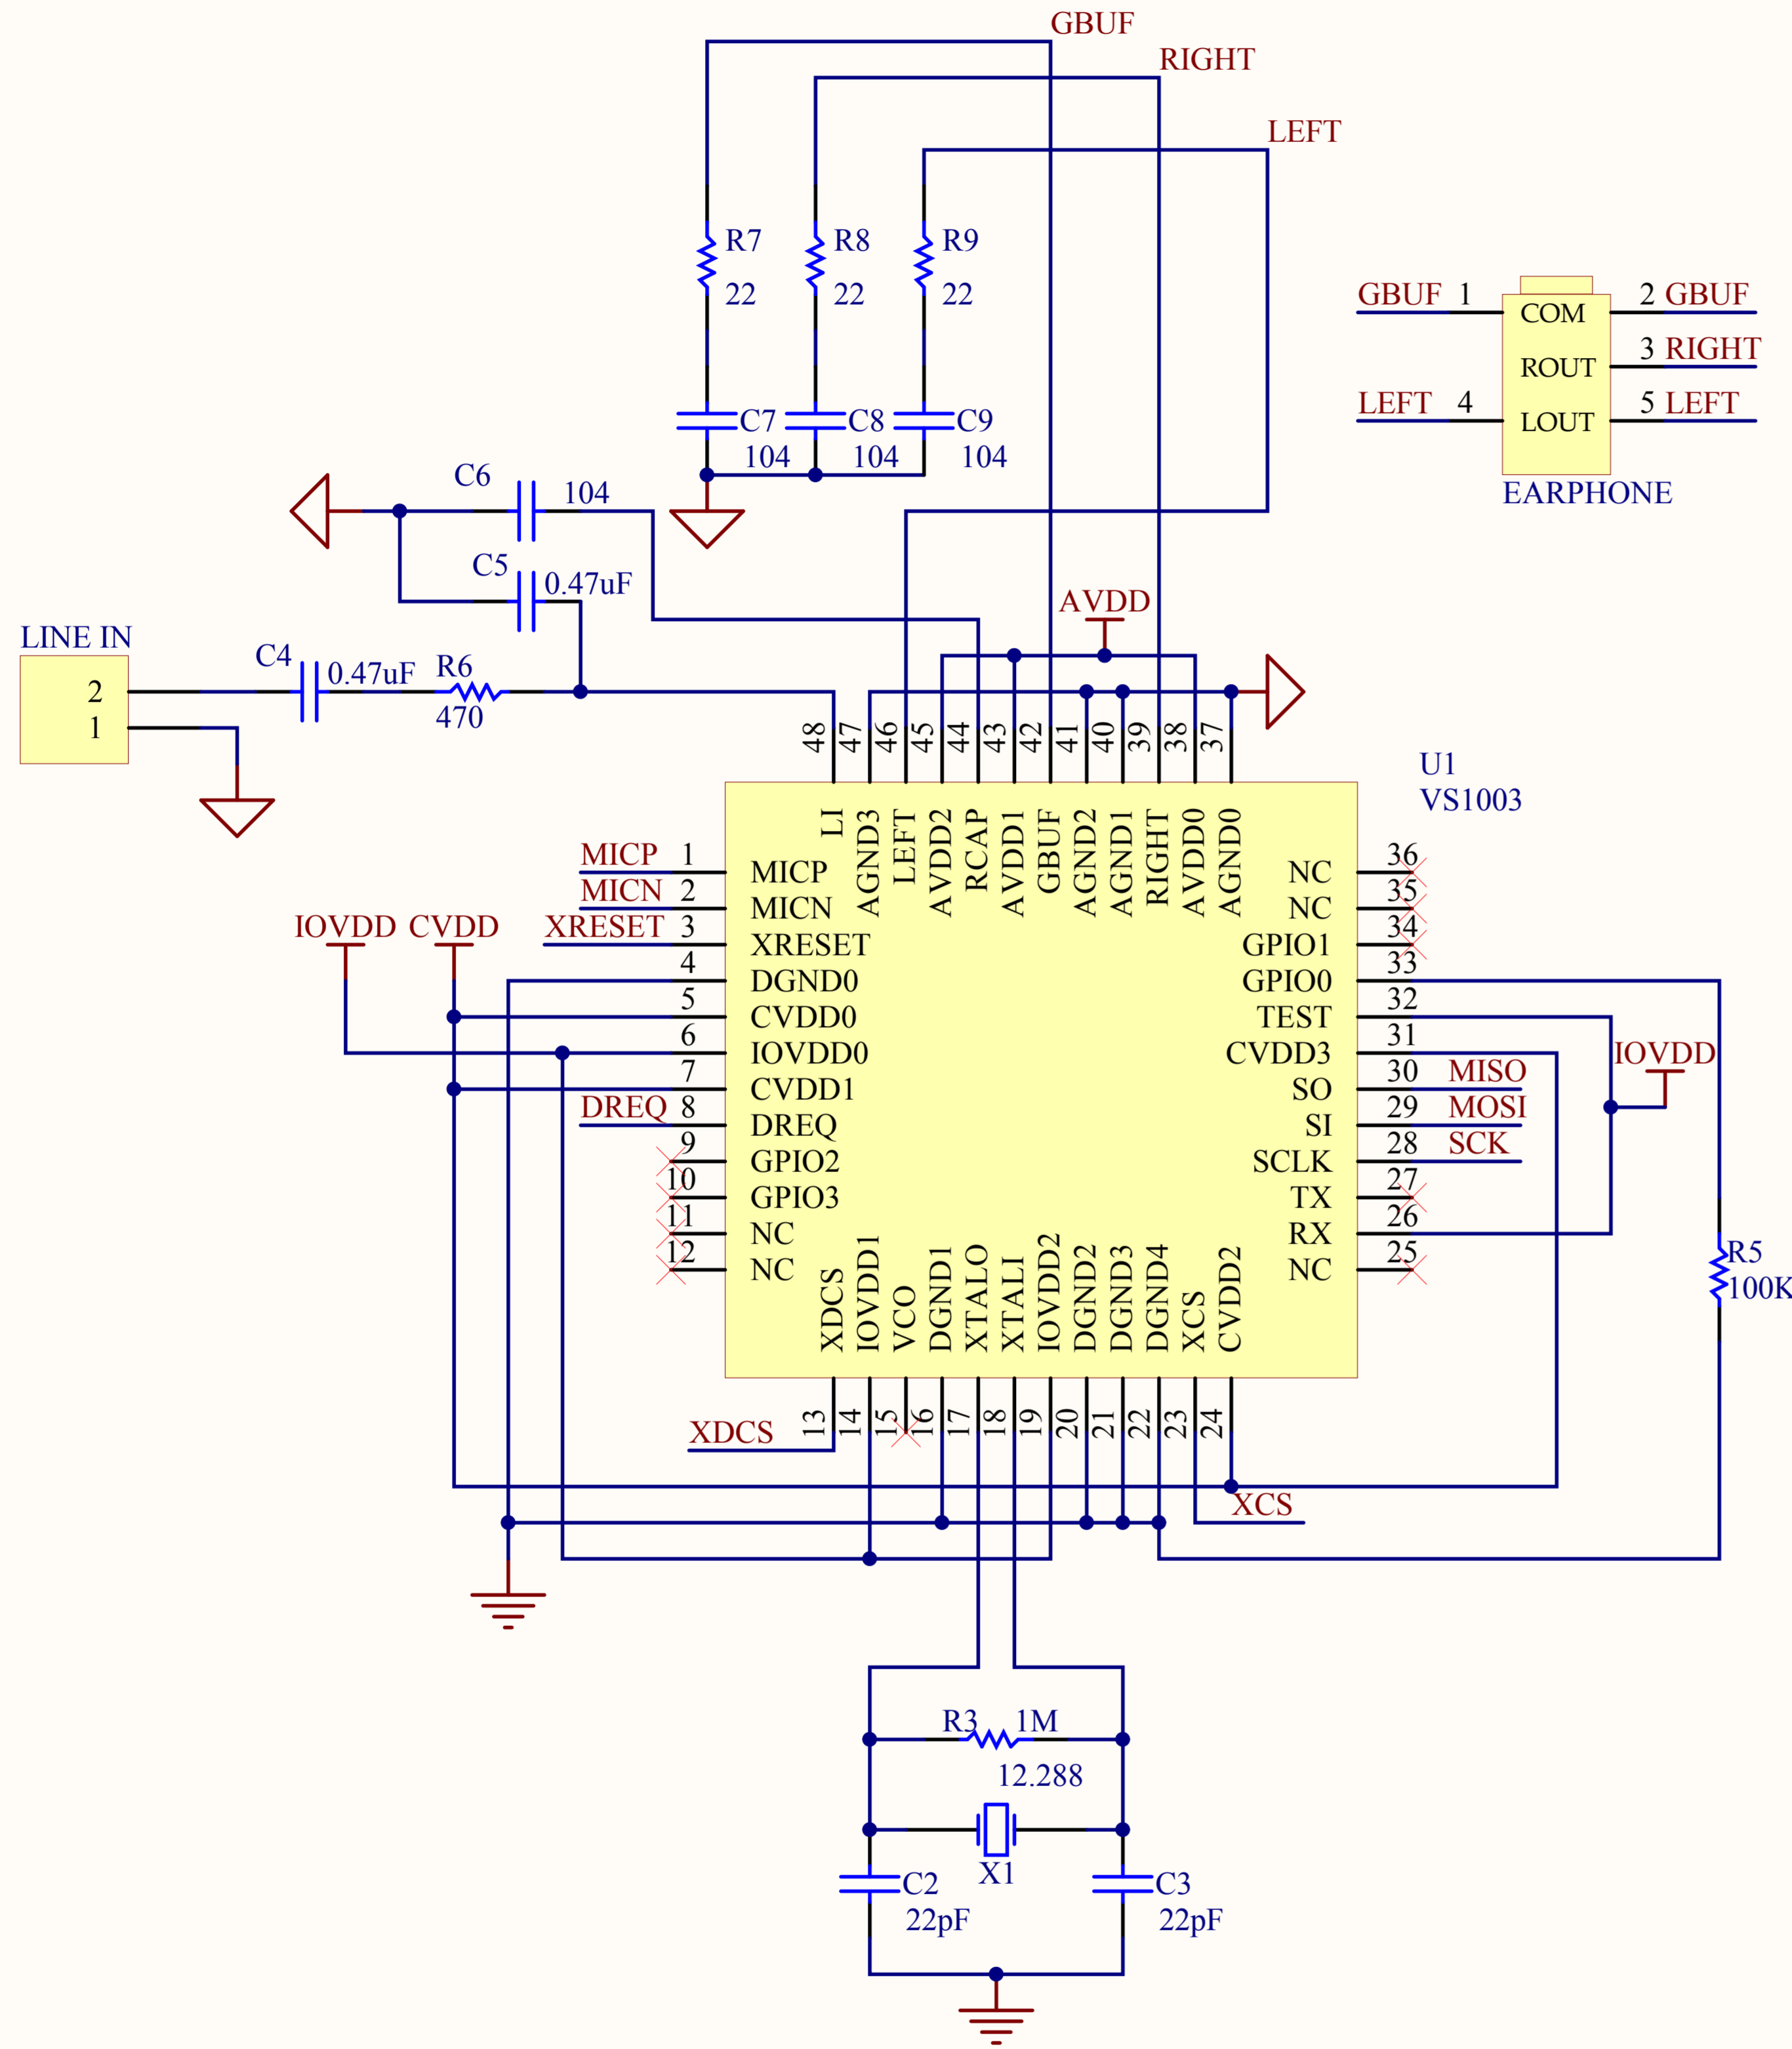 GBUF
RIGHT
LEFT
R7
22
R8
22
R9
22
C7
104
C8
104
C9
104
GBUF 1 COM 2 GBUF
ROUT 3 RIGHT
LEFT 4 LOUT 5 LEFT
EARPHONE
C6
104
C5
0.47uF
AVDD
LINE IN
2
1
C4
0.47uF
R6
470
48 47 46 45 44 43 42 41 40 39 38 37
U1
VS1003
LI AGND3 LEFT AVDD2 RCAP AVDD1 GBUF AGND2 AGND1 RIGHT AVDD0 AGND0
MICP 1 MICP
MICN 2 MICN
XRESET 3 XRESET
4 DGND0
5 CVDD0
6 IOVDD0
7 CVDD1
DREQ 8 DREQ
9 GPIO2
10 GPIO3
11 NC
12 NC
IOVDD CVDD
NC 36
NC 35
GPIO1 34
GPIO0 33
TEST 32
CVDD3 31
SO 30 MISO
SI 29 MOSI
SCLK 28 SCK
TX 27
RX 26
NC 25
IOVDD
R5
100K
XDCS IOVDD1 VCO DGND1 XTALO XTALI IOVDD2 DGND2 DGND3 DGND4 XCS CVDD2
13 14 15 16 17 18 19 20 21 22 23 24
XDCS
XCS
R3 1M
12.288
X1
C2
22pF
C3
22pF